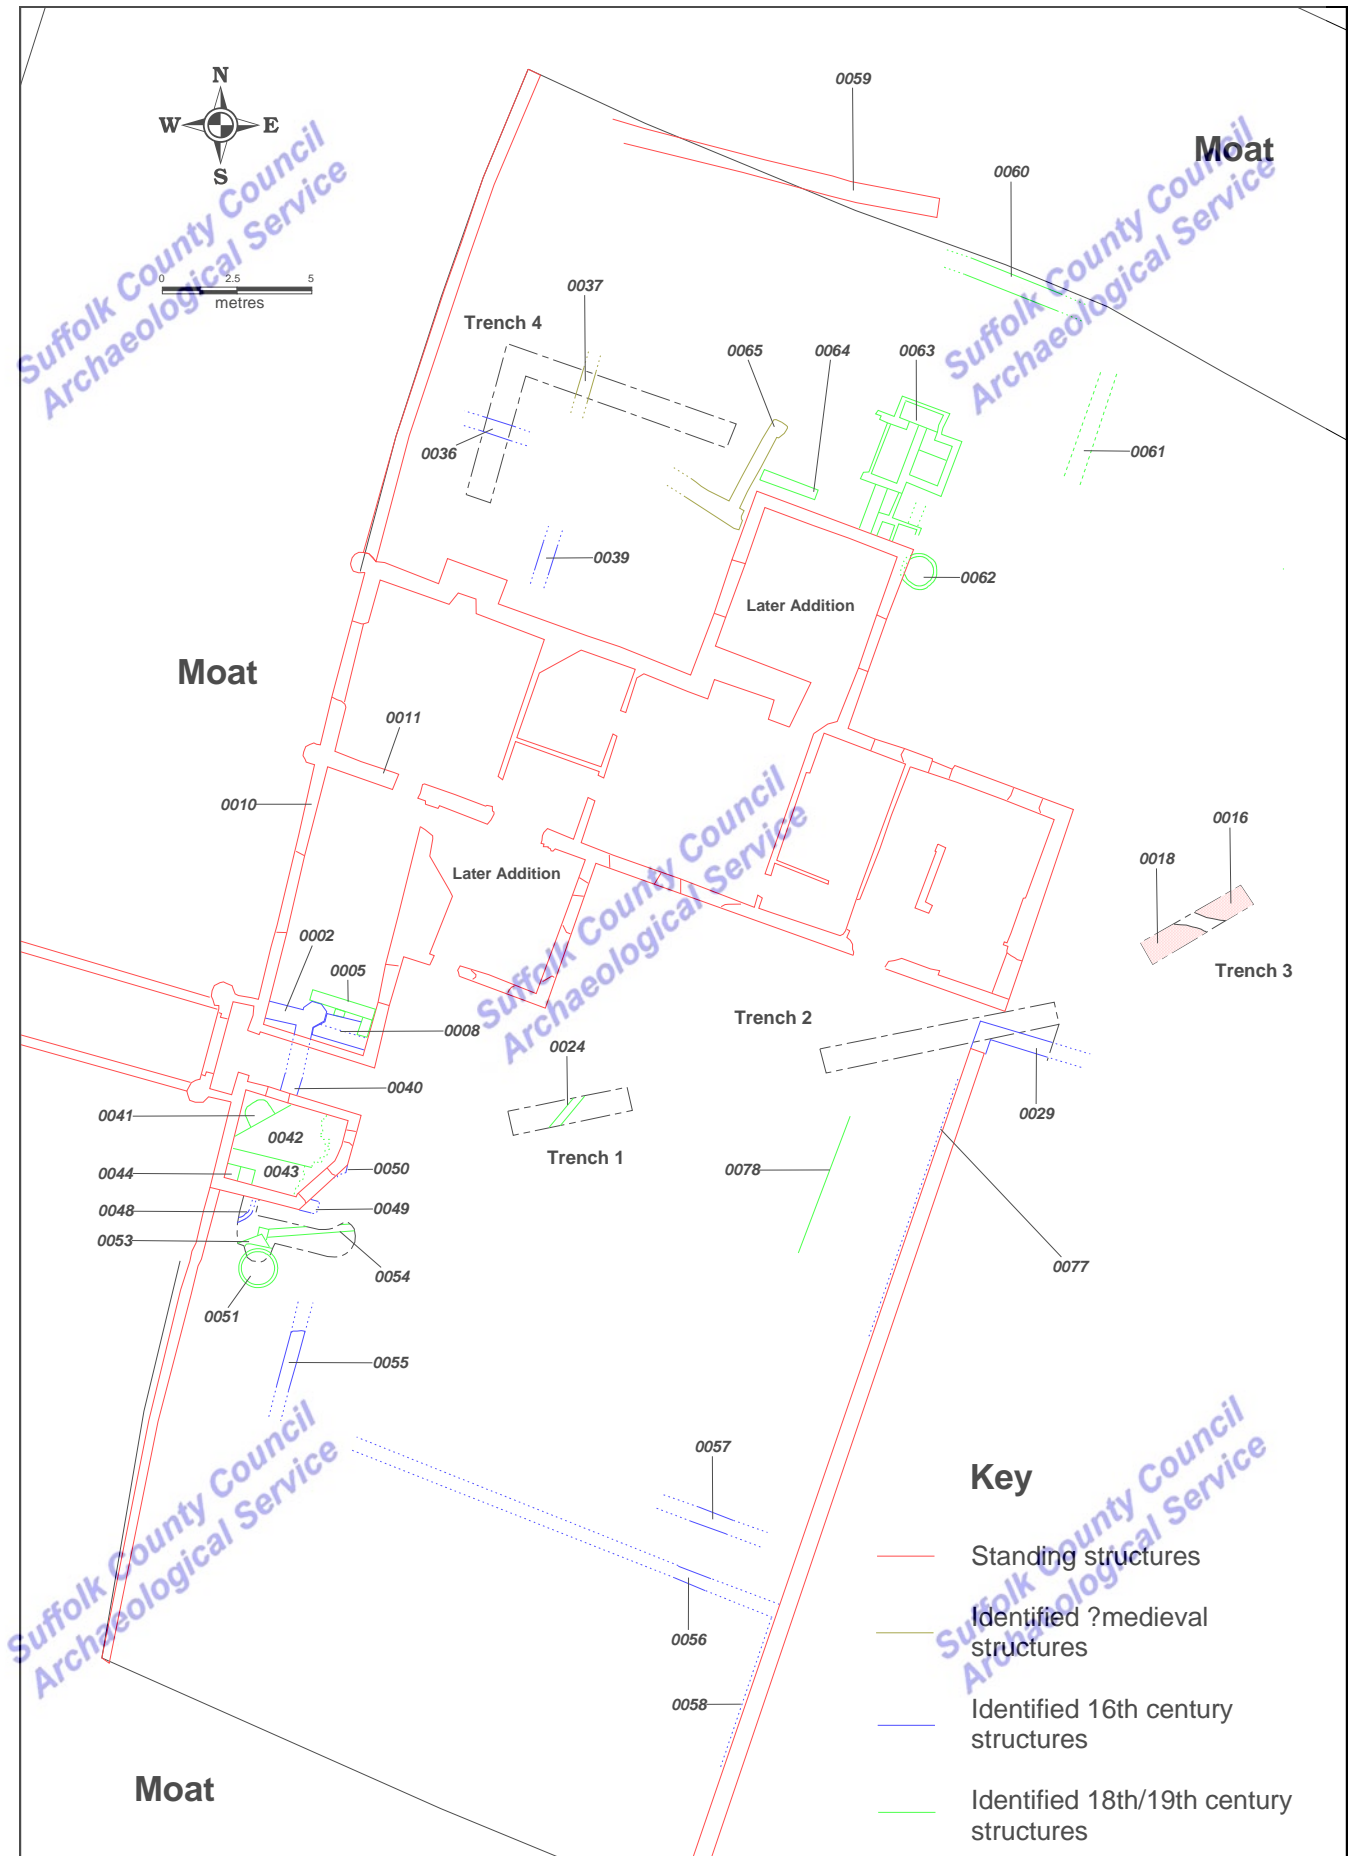 N
W
E
S
0
2.5
5
metres
Moat
0059
0060
0037
Trench 4
0065
0064
0063
0036
0061
0039
0062
Later Addition
Moat
0011
0010
0016
0018
Later Addition
Trench 3
0002
0005
0008
Trench 2
0024
0040
0029
0041
0042
Trench 1
0043
0050
0044
0078
0048
0049
0053
0054
0077
0051
0055
0057
0056
0058
Moat
Key
Standing structures
Identified ?medieval
structures
Identified 16th century
structures
Identified 18th/19th century
structures
Suffolk County Council
Archaeological Service
Suffolk County Council
Archaeological Service
Suffolk County Council
Archaeological Service
Suffolk County Council
Archaeological Service
Suffolk County Council
Archaeological Service